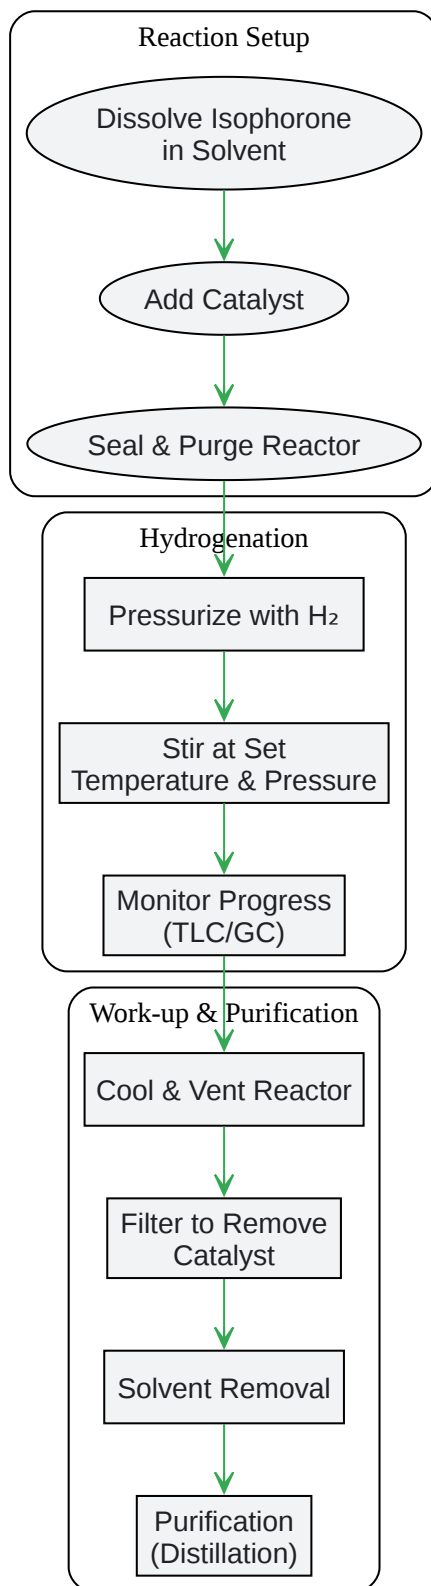 Reaction Setup
Dissolve Isophorone
in Solvent
Add Catalyst
Seal & Purge Reactor
Hydrogenation
Pressurize with H₂
Stir at Set
Temperature & Pressure
Monitor Progress
(TLC/GC)
Work-up & Purification
Cool & Vent Reactor
Filter to Remove
Catalyst
Solvent Removal
Purification
(Distillation)